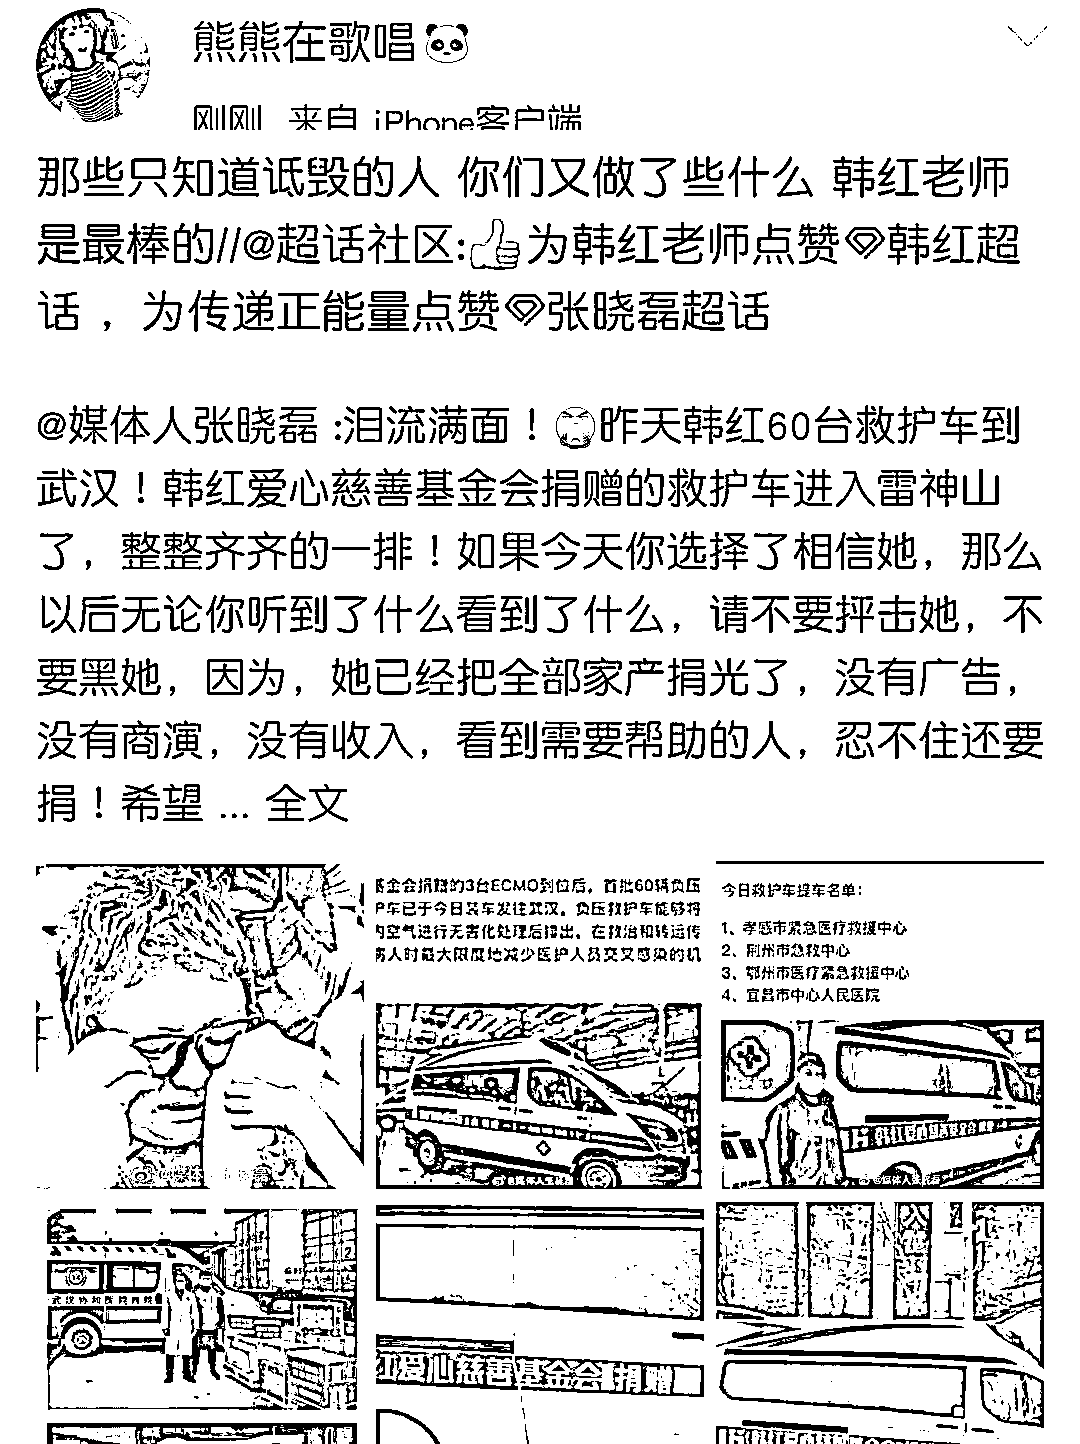 熊熊在歌唱🐼
刚刚 来自 iPhone客户端
那些只知道诋毁的人 你们又做了些什么 韩红老师
是最棒的//@超话社区:👍为韩红老师点赞💎韩红超
话 ，为传递正能量点赞💎张晓磊超话
@媒体人张晓磊 :泪流满面！😭昨天韩红60台救护车到
武汉！韩红爱心慈善基金会捐赠的救护车进入雷神山
了，整整齐齐的一排！如果今天你选择了相信她，那么
以后无论你听到了什么看到了什么，请不要抨击她，不
要黑她，因为，她已经把全部家产捐光了，没有广告，
没有商演，没有收入，看到需要帮助的人，忍不住还要
捐！希望 ... 全文
金会捐赠的3台ECMO到位后，首批60辆负压
车已于今日装车发往武汉。负压救护车能够将
内空气进行无害化处理后排出，在救治和转运传
病人时最大限度地减少医护人员交叉感染的机
今日救护车提车名单：
1、孝感市紧急医疗救援中心
2、荆州市急救中心
3、鄂州市医疗紧急救援中心
4、宜昌市中心人民医院
红爱心慈善基金会 捐赠